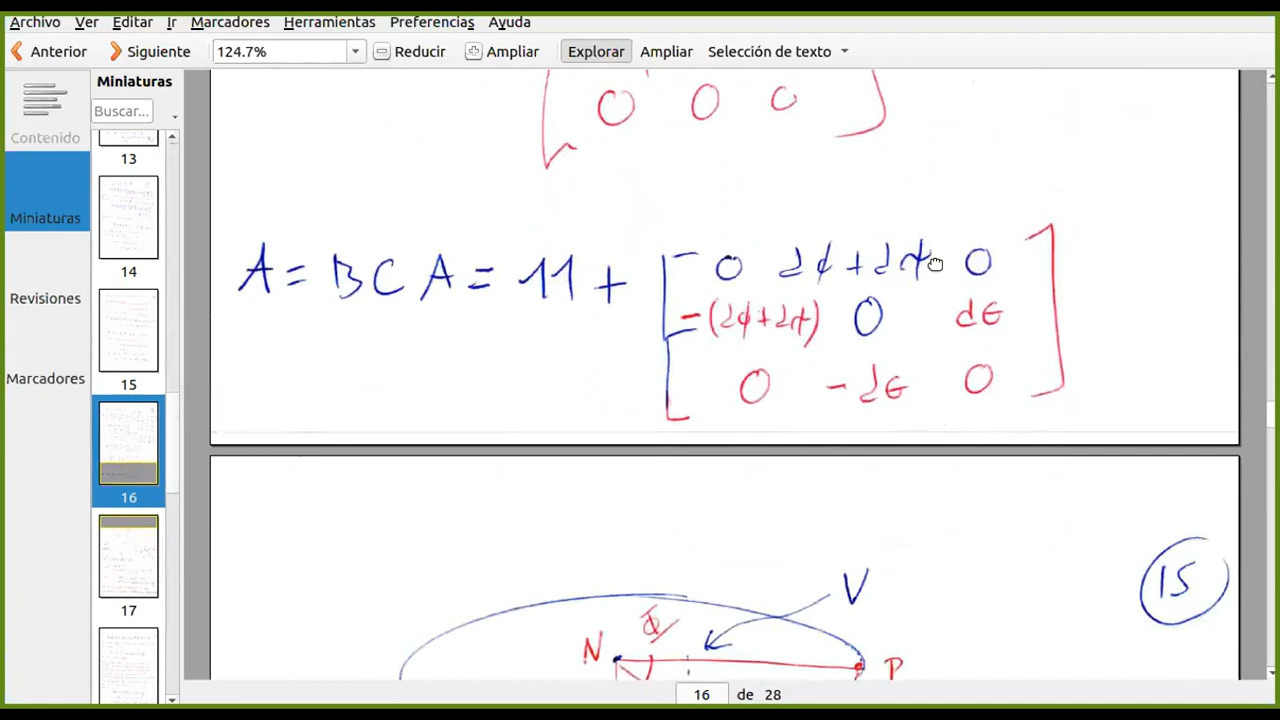 Archivo Ver Editar Ir Marcadores Herramientas Preferencias Ayuda
Anterior Siguiente 124.7% Reducir Ampliar Explorar Ampliar Selección de texto
Contenido
Miniaturas
Revisiones
Marcadores
Miniaturas
Buscar...
13
14
15
16
17
0 0 0
A = B C A = 11 + [ 0 dϕ + dψ 0
-(dϕ+dψ) 0 dθ
0 -dθ 0 ]
15
V
N Φ P
16 de 28